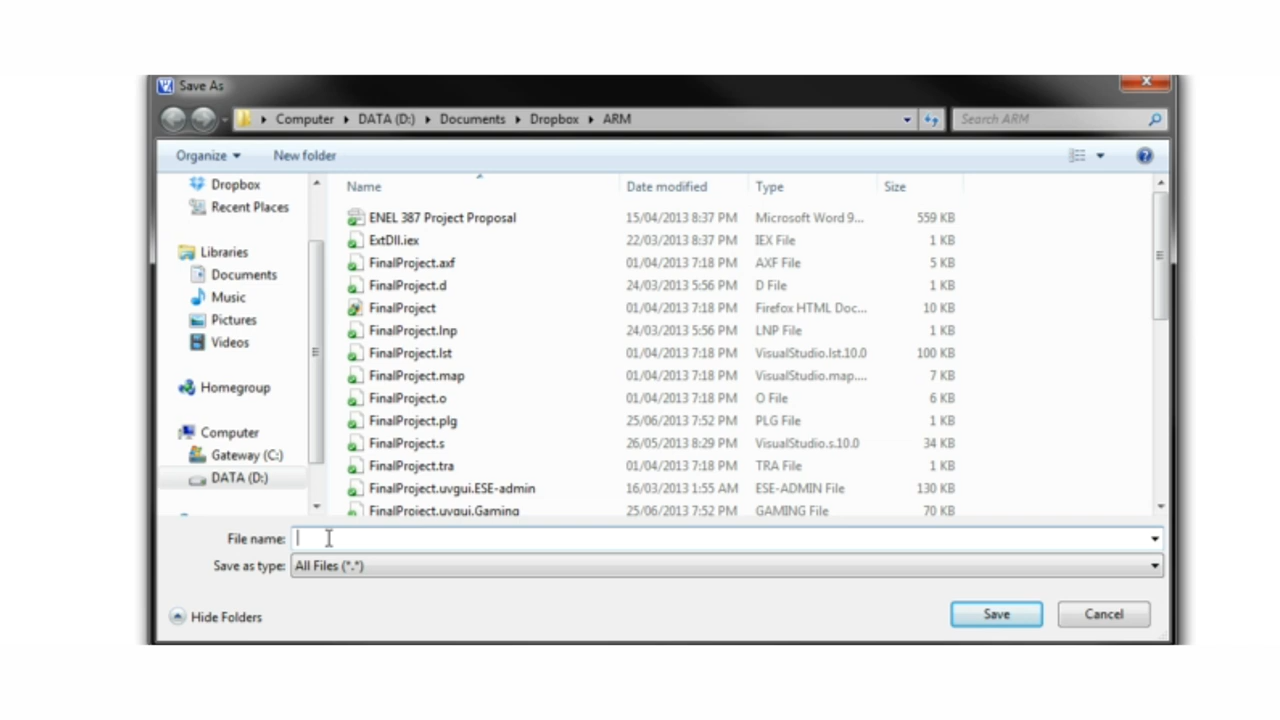 Save As
Computer DATA (D:) Documents Dropbox ARM Search ARM
Organize New folder
Dropbox
Recent Places
Libraries
Documents
Music
Pictures
Videos
Homegroup
Computer
Gateway (C:)
DATA (D:)
Name Date modified Type Size
ENEL 387 Project Proposal 15/04/2013 8:37 PM Microsoft Word 9... 559 KB
ExtDll.iex 22/03/2013 8:37 PM IEX File 1 KB
FinalProject.axf 01/04/2013 7:18 PM AXF File 5 KB
FinalProject.d 24/03/2013 5:56 PM D File 1 KB
FinalProject 01/04/2013 7:18 PM Firefox HTML Doc... 10 KB
FinalProject.lnp 24/03/2013 5:56 PM LNP File 1 KB
FinalProject.lst 01/04/2013 7:18 PM VisualStudio.lst.10.0 100 KB
FinalProject.map 01/04/2013 7:18 PM VisualStudio.map.... 7 KB
FinalProject.o 01/04/2013 7:18 PM O File 6 KB
FinalProject.plg 25/06/2013 7:52 PM PLG File 1 KB
FinalProject.s 26/05/2013 8:29 PM VisualStudio.s.10.0 34 KB
FinalProject.tra 01/04/2013 7:18 PM TRA File 1 KB
FinalProject.uvgui.ESE-admin 16/03/2013 1:55 AM ESE-ADMIN File 130 KB
FinalProject.uvgui.Gaming 25/06/2013 7:52 PM GAMING File 70 KB
File name:
Save as type: All Files (*.*)
Hide Folders Save Cancel